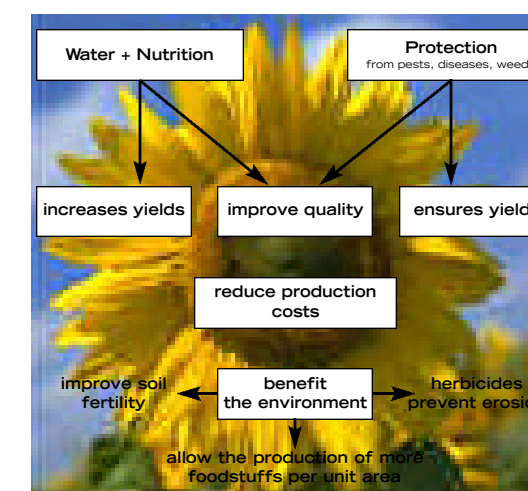 Water + Nutrition
Protection
from pests, diseases, weed
increases yields
improve quality
ensures yield
reduce production
costs
improve soil
fertility
benefit
the environment
herbicides
prevent erosio
allow the production of more
foodstuffs per unit area